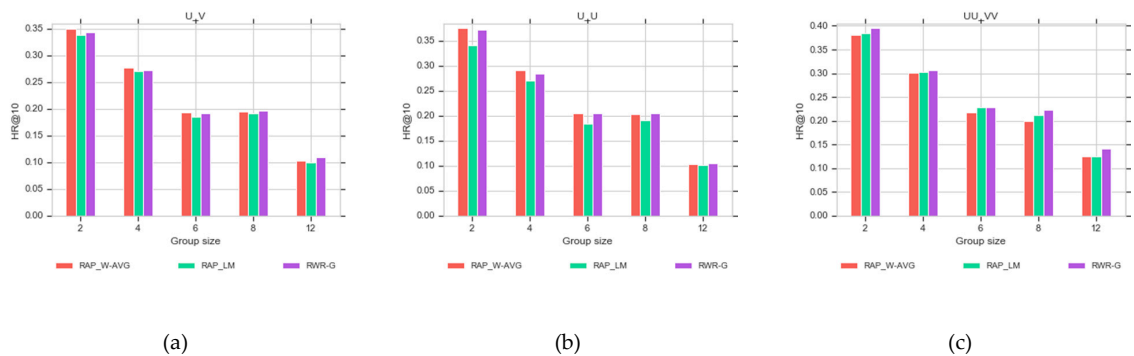 U_V
HR@10
0.35
0.30
0.25
0.20
0.15
0.10
0.05
0.00
2 4 6 8 12
Group size
RAP_W-AVG RAP_LM RWR-G
(a)
U_U
HR@10
0.35
0.30
0.25
0.20
0.15
0.10
0.05
0.00
2 4 6 8 12
Group size
RAP_W-AVG RAP_LM RWR-G
(b)
UU_VV
HR@10
0.40
0.35
0.30
0.25
0.20
0.15
0.10
0.05
0.00
2 4 6 8 12
Group size
RAP_W-AVG RAP_LM RWR-G
(c)